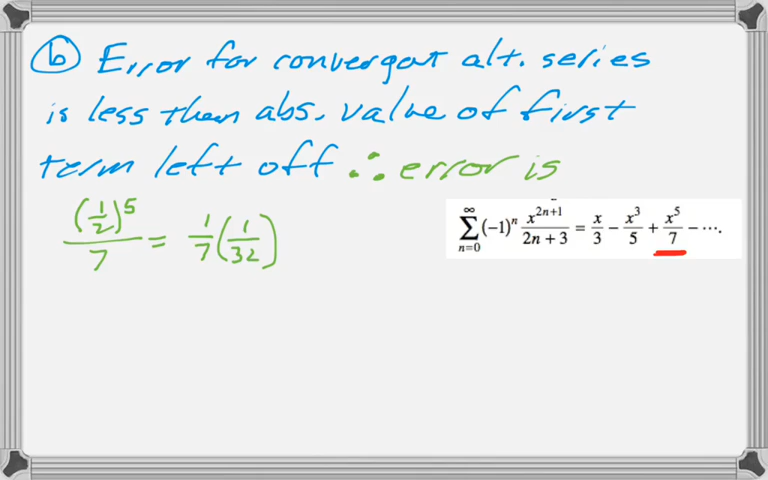 ⓑ Error for convergent alt. series
is less then abs. value of first
term left off ∴ error is
(1/2)^5 / 7 = 1/7 (1/32)
∞ Σ n=0 (-1)^n x^{2n+1} / 2n + 3 = x/3 - x^3/5 + x^5/7 - ⋯.